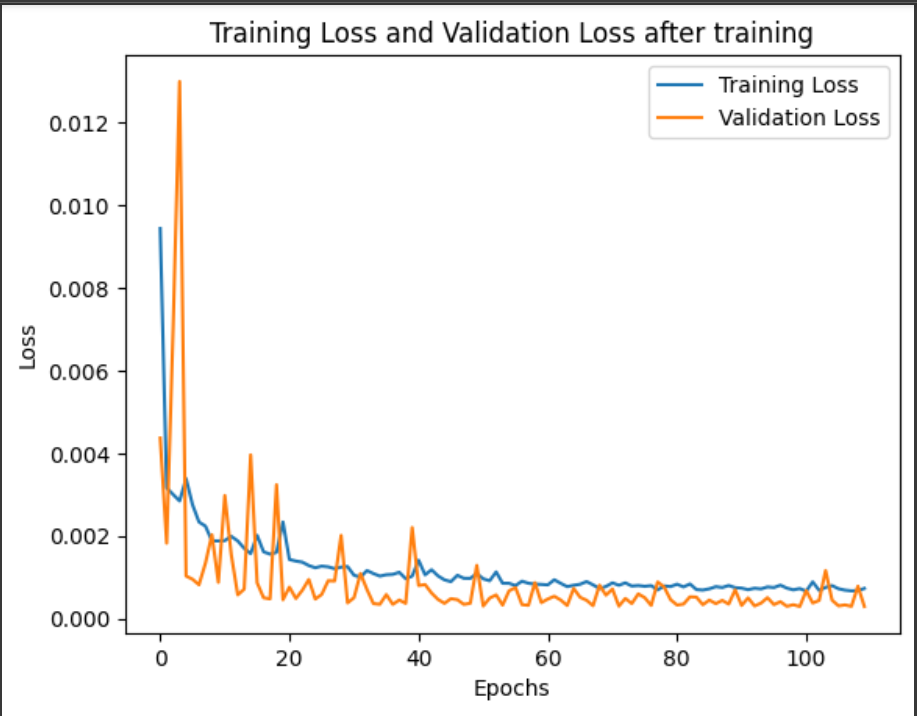 Training Loss and Validation Loss after training
Training Loss
Validation Loss
0.012
0.010
0.008
0.006
0.004
0.002
0.000
Loss
0 20 40 60 80 100
Epochs